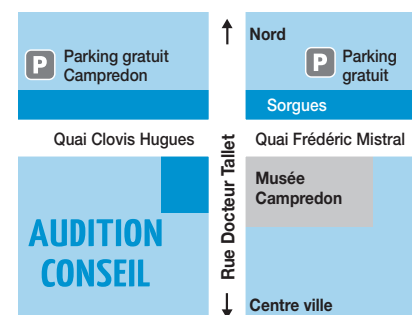 P
Parking gratuit
Campredon
Nord
P
Parking
gratuit
Sorgues
Quai Clovis Hugues
Quai Frédéric Mistral
Rue Docteur Tallet
Musée
Campredon
AUDITION
CONSEIL
Centre ville